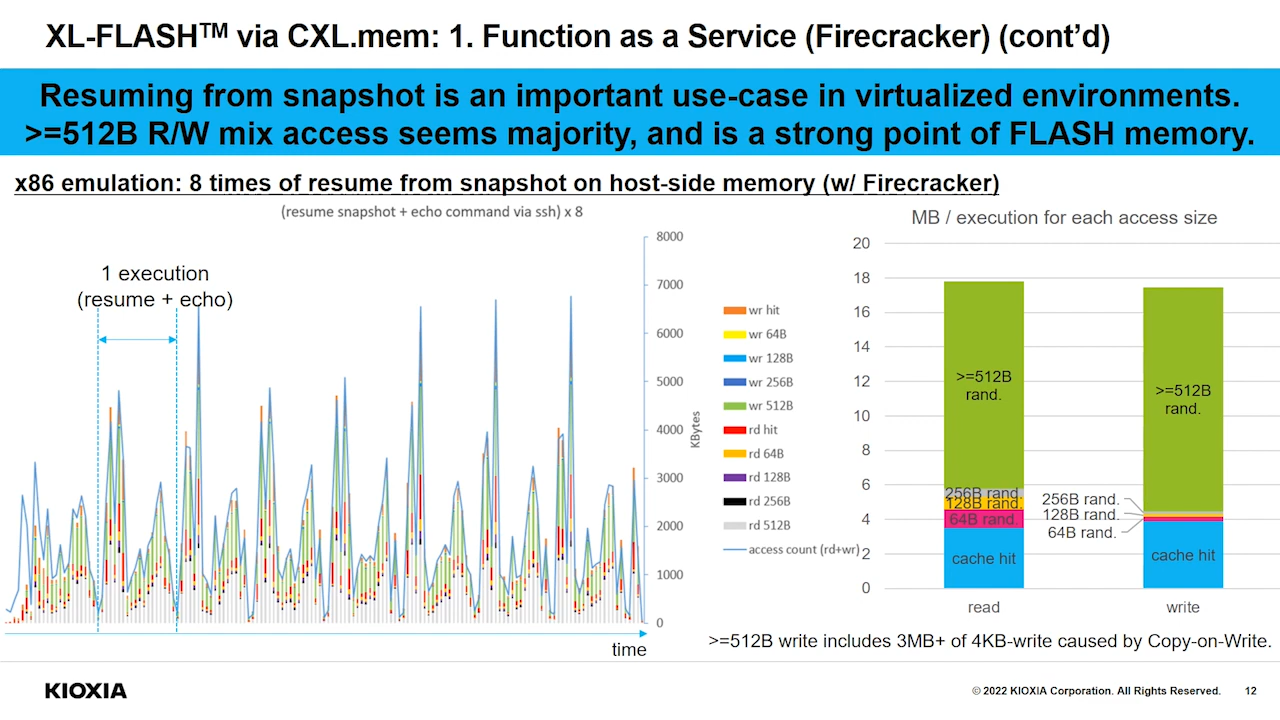 XL-FLASH™ via CXL.mem: 1. Function as a Service (Firecracker) (cont’d)
Resuming from snapshot is an important use-case in virtualized environments.
>=512B R/W mix access seems majority, and is a strong point of FLASH memory.
x86 emulation: 8 times of resume from snapshot on host-side memory (w/ Firecracker)
(resume snapshot + echo command via ssh) x 8
1 execution
(resume + echo)
8000
7000
6000
5000
4000
3000
2000
1000
0
KBytes
time
wr hit
wr 64B
wr 128B
wr 256B
wr 512B
rd hit
rd 64B
rd 128B
rd 256B
rd 512B
access count (rd+wr)
MB / execution for each access size
20
18
16
14
12
10
8
6
4
2
0
>=512B
rand.
256B rand.
128B rand.
64B rand.
cache hit
read
>=512B
rand.
256B rand.
128B rand.
64B rand.
cache hit
write
>=512B write includes 3MB+ of 4KB-write caused by Copy-on-Write.
KIOXIA
© 2022 KIOXIA Corporation. All Rights Reserved.
12